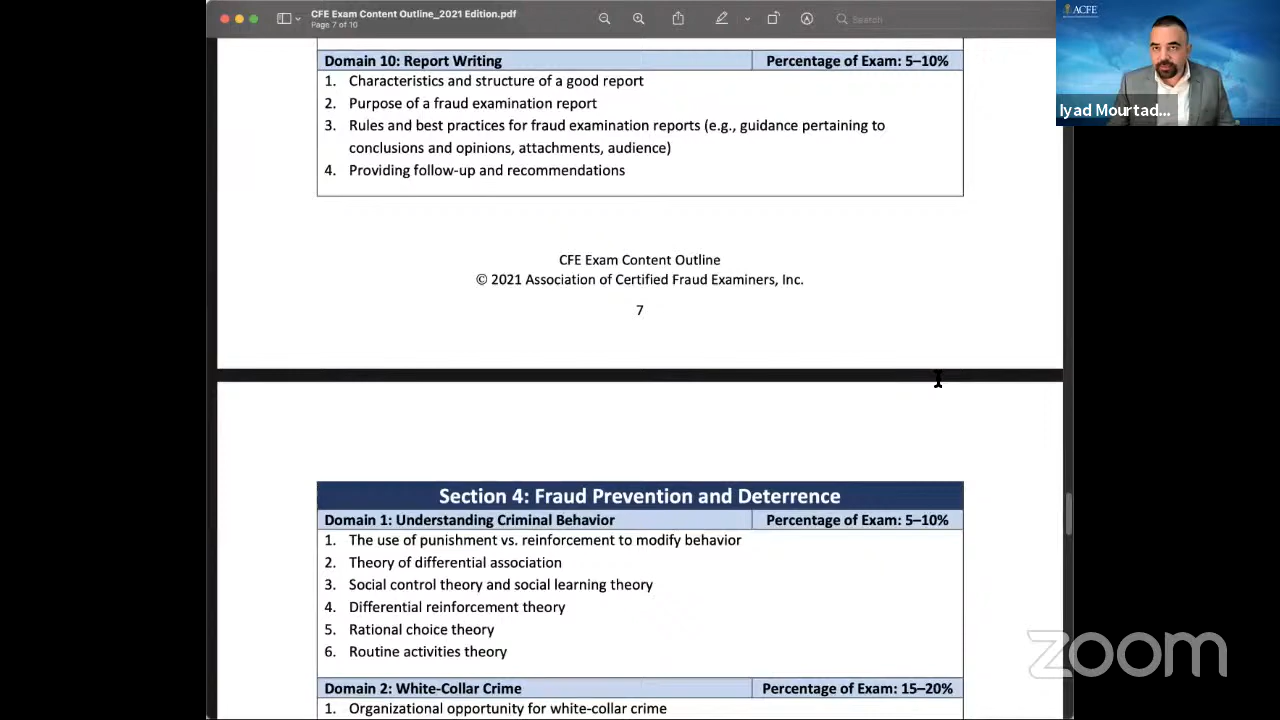 CFE Exam Content Outline_2021 Edition.pdf
Page 7 of 10
Search
ACFE
Iyad Mourtad...
Domain 10: Report Writing Percentage of Exam: 5–10%
1. Characteristics and structure of a good report
2. Purpose of a fraud examination report
3. Rules and best practices for fraud examination reports (e.g., guidance pertaining to
conclusions and opinions, attachments, audience)
4. Providing follow-up and recommendations
CFE Exam Content Outline
© 2021 Association of Certified Fraud Examiners, Inc.
7
Section 4: Fraud Prevention and Deterrence
Domain 1: Understanding Criminal Behavior Percentage of Exam: 5–10%
1. The use of punishment vs. reinforcement to modify behavior
2. Theory of differential association
3. Social control theory and social learning theory
4. Differential reinforcement theory
5. Rational choice theory
6. Routine activities theory
Domain 2: White-Collar Crime Percentage of Exam: 15–20%
1. Organizational opportunity for white-collar crime
zoom